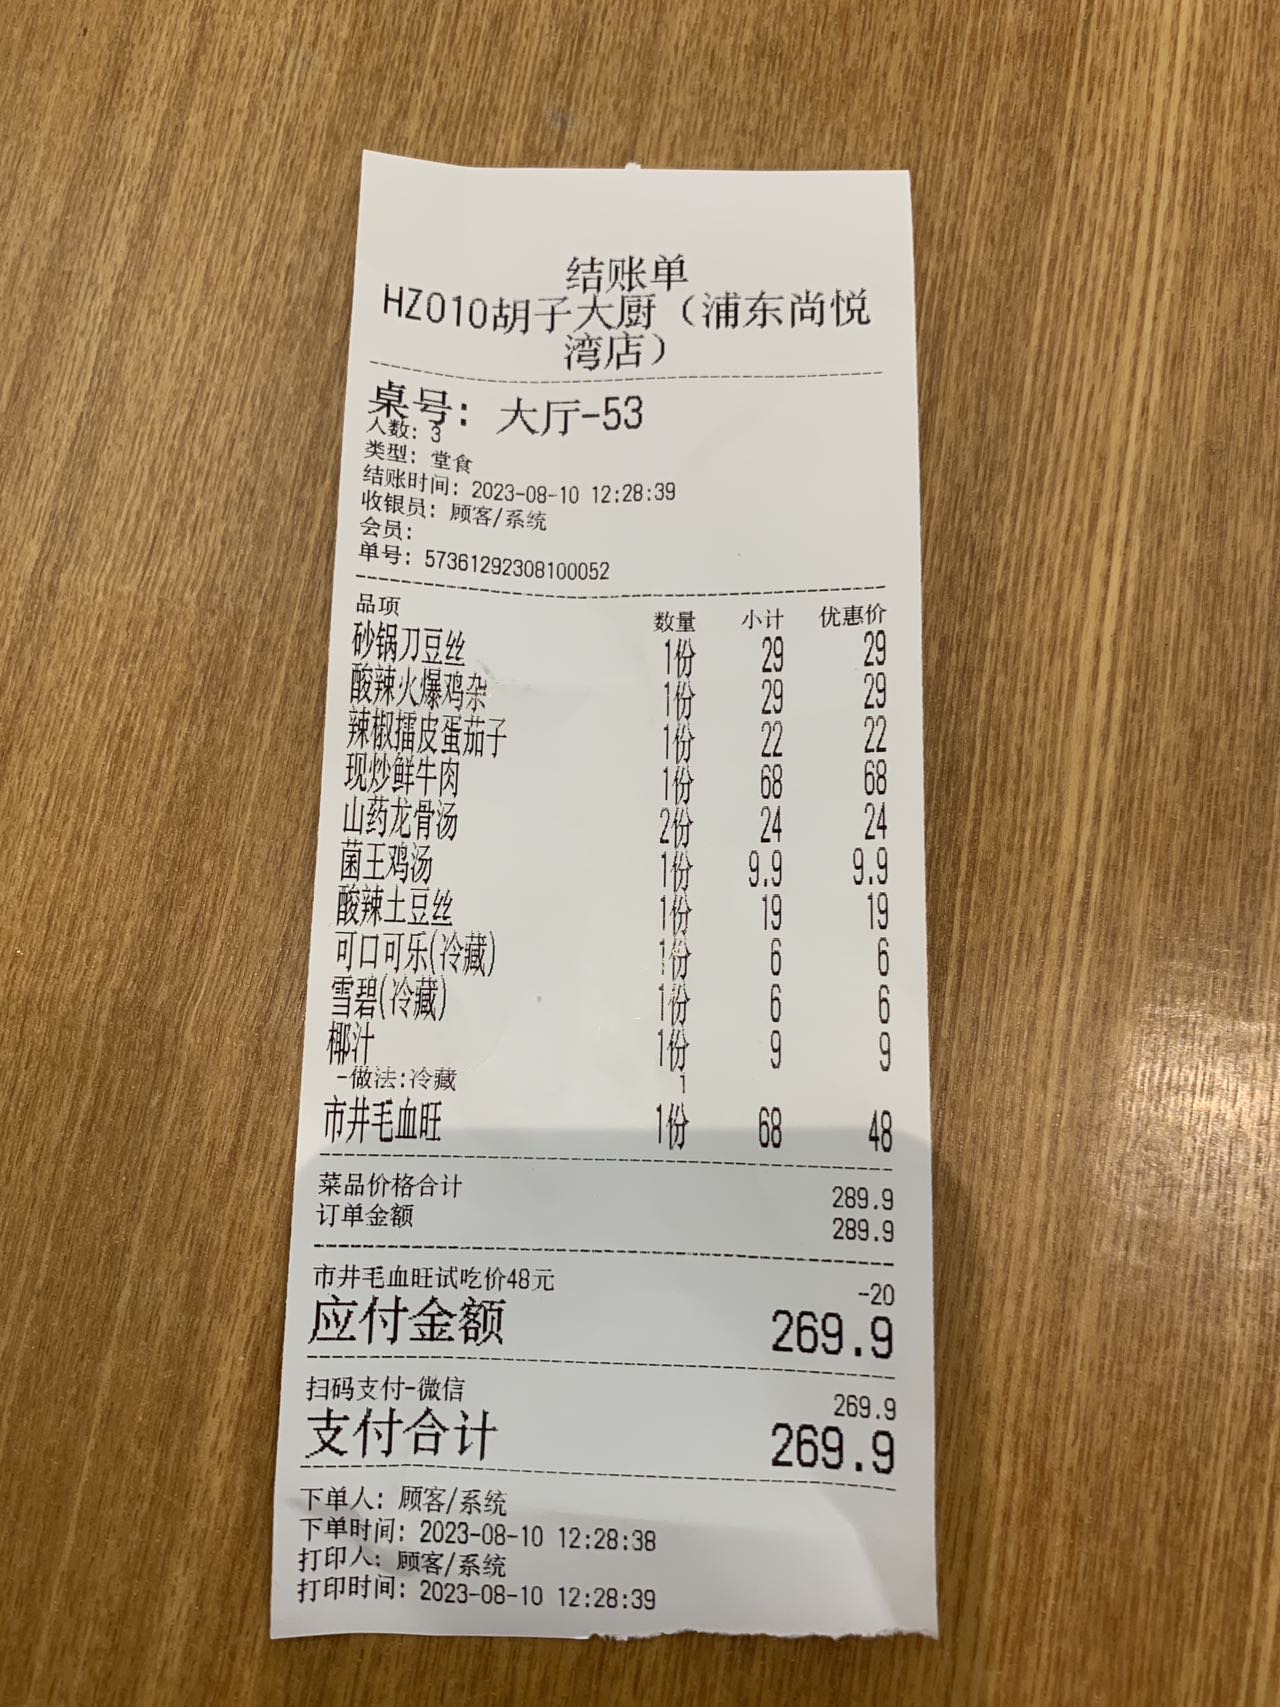 结账单
HZ010胡子大厨（浦东尚悦
湾店）
桌号：大厅-53
人数：3
类型：堂食
结账时间：2023-08-10 12:28:39
收银员：顾客/系统
会员：
单号：57361292308100052
品项 数量 小计 优惠价
砂锅刀豆丝 1份 29 29
酸辣火爆鸡杂 1份 29 29
辣椒擂皮蛋茄子 1份 22 22
现炒鲜牛肉 1份 68 68
山药龙骨汤 2份 24 24
菌王鸡汤 1份 9.9 9.9
酸辣土豆丝 1份 19 19
可口可乐(冷藏) 1份 6 6
雪碧(冷藏) 1份 6 6
椰汁 1份 9 9
-做法:冷藏 1
市井毛血旺 1份 68 48
菜品价格合计 289.9
订单金额 289.9
市井毛血旺试吃价48元 -20
应付金额 269.9
扫码支付-微信 269.9
支付合计 269.9
下单人：顾客/系统
下单时间：2023-08-10 12:28:38
打印人：顾客/系统
打印时间：2023-08-10 12:28:39